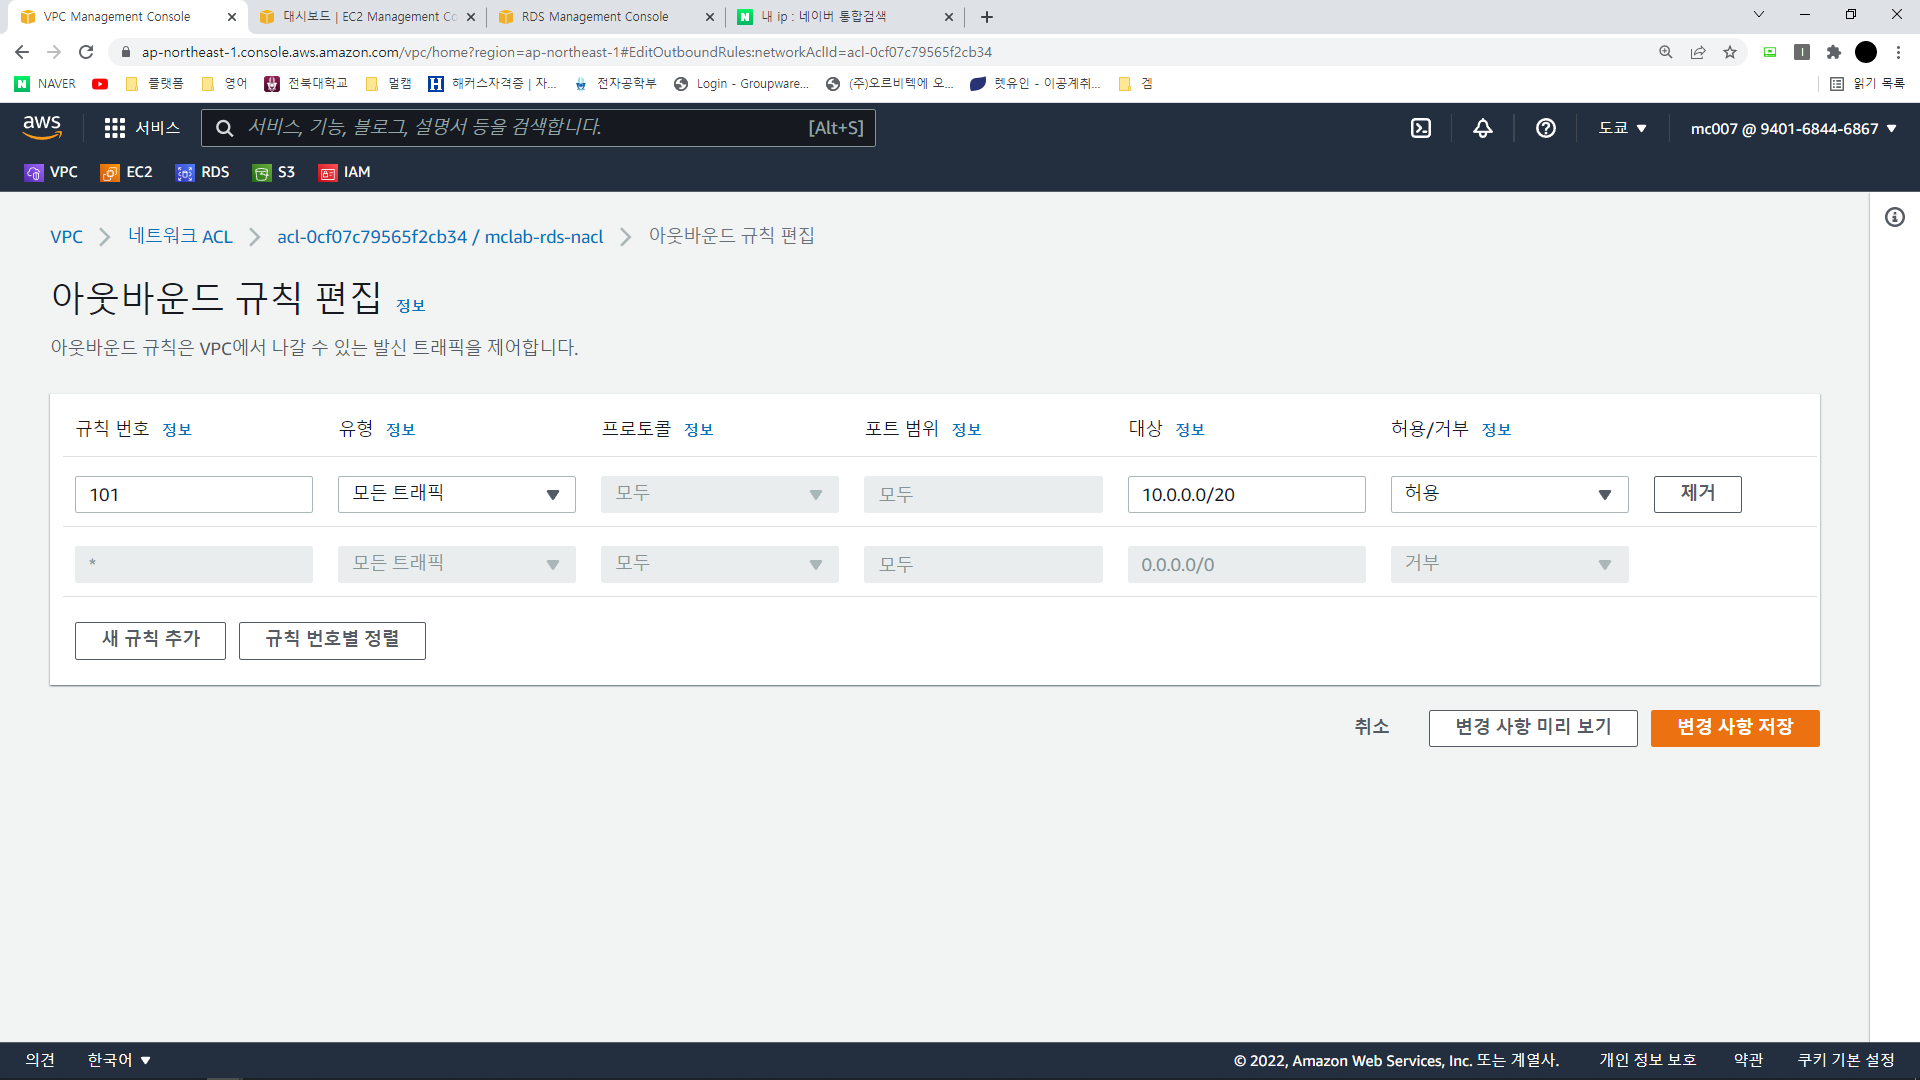 VPC Management Console
대시보드 | EC2 Management Co
RDS Management Console
내 ip : 네이버 통합검색
ap-northeast-1.console.aws.amazon.com/vpc/home?region=ap-northeast-1#EditOutboundRules:networkAclId=acl-0cf07c79565f2cb34
NAVER 플랫폼 영어 전북대학교 멀캠 해커스자격증 | 자... 전자공학부 Login - Groupware... (주)오르비텍에 오... 렛유인 - 이공계취... 겜 읽기 목록
aws 서비스 서비스, 기능, 블로그, 설명서 등을 검색합니다. [Alt+S] 도쿄 mc007 @ 9401-6844-6867
VPC EC2 RDS S3 IAM
VPC 네트워크 ACL acl-0cf07c79565f2cb34 / mclab-rds-nacl 아웃바운드 규칙 편집
아웃바운드 규칙 편집 정보
아웃바운드 규칙은 VPC에서 나갈 수 있는 발신 트래픽을 제어합니다.
규칙 번호 정보 유형 정보 프로토콜 정보 포트 범위 정보 대상 정보 허용/거부 정보
101 모든 트래픽 모두 모두 10.0.0.0/20 허용 제거
* 모든 트래픽 모두 모두 0.0.0.0/0 거부
새 규칙 추가 규칙 번호별 정렬
취소 변경 사항 미리 보기 변경 사항 저장
의견 한국어 © 2022, Amazon Web Services, Inc. 또는 계열사. 개인 정보 보호 약관 쿠키 기본 설정